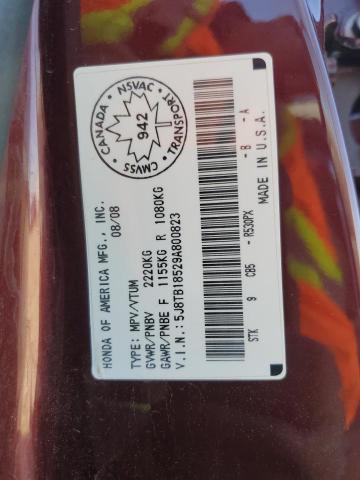 HONDA OF AMERICA MFG., INC.
08/08
TYPE: MPV/VTUM
GVWR/PNBV 2220KG
GAWR/PNBE F 1155KG R 1080KG
V.I.N.: 5J8TB18529A800823
CANADA • NSVAC • TRANSPORT • CMVSS •
942
STK 9 CB5 - R530PX - B - A
MADE IN U.S.A.